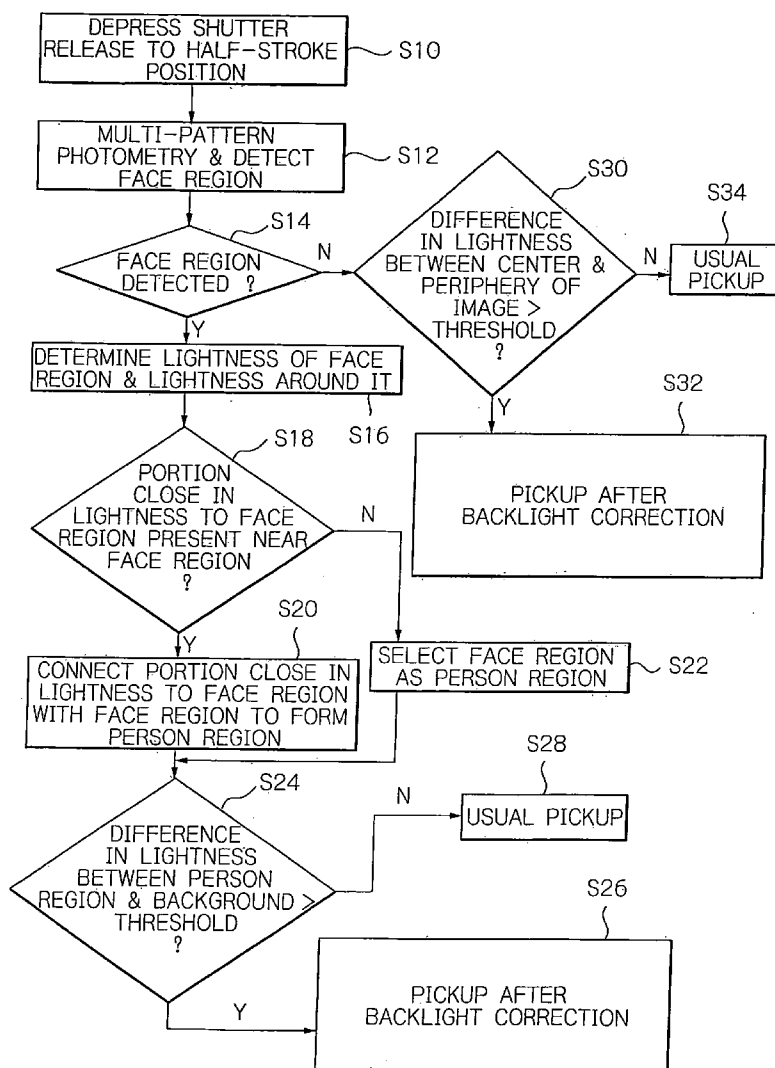 DEPRESS SHUTTER
RELEASE TO HALF-STROKE
POSITION
S10
MULTI-PATTERN
PHOTOMETRY & DETECT
FACE REGION
S12
S14
FACE REGION
DETECTED ?
N
Y
S30
DIFFERENCE
IN LIGHTNESS
BETWEEN CENTER &
PERIPHERY OF
IMAGE >
THRESHOLD
?
N
Y
S34
USUAL
PICKUP
S32
PICKUP AFTER
BACKLIGHT CORRECTION
DETERMINE LIGHTNESS OF FACE
REGION & LIGHTNESS AROUND IT
S16
S18
PORTION
CLOSE IN
LIGHTNESS TO FACE
REGION PRESENT NEAR
FACE REGION
?
N
Y
S20
CONNECT PORTION CLOSE IN
LIGHTNESS TO FACE REGION
WITH FACE REGION TO FORM
PERSON REGION
SELECT FACE REGION
AS PERSON REGION
S22
S24
DIFFERENCE
IN LIGHTNESS
BETWEEN PERSON
REGION & BACKGROUND >
THRESHOLD
?
N
Y
S28
USUAL PICKUP
S26
PICKUP AFTER
BACKLIGHT CORRECTION